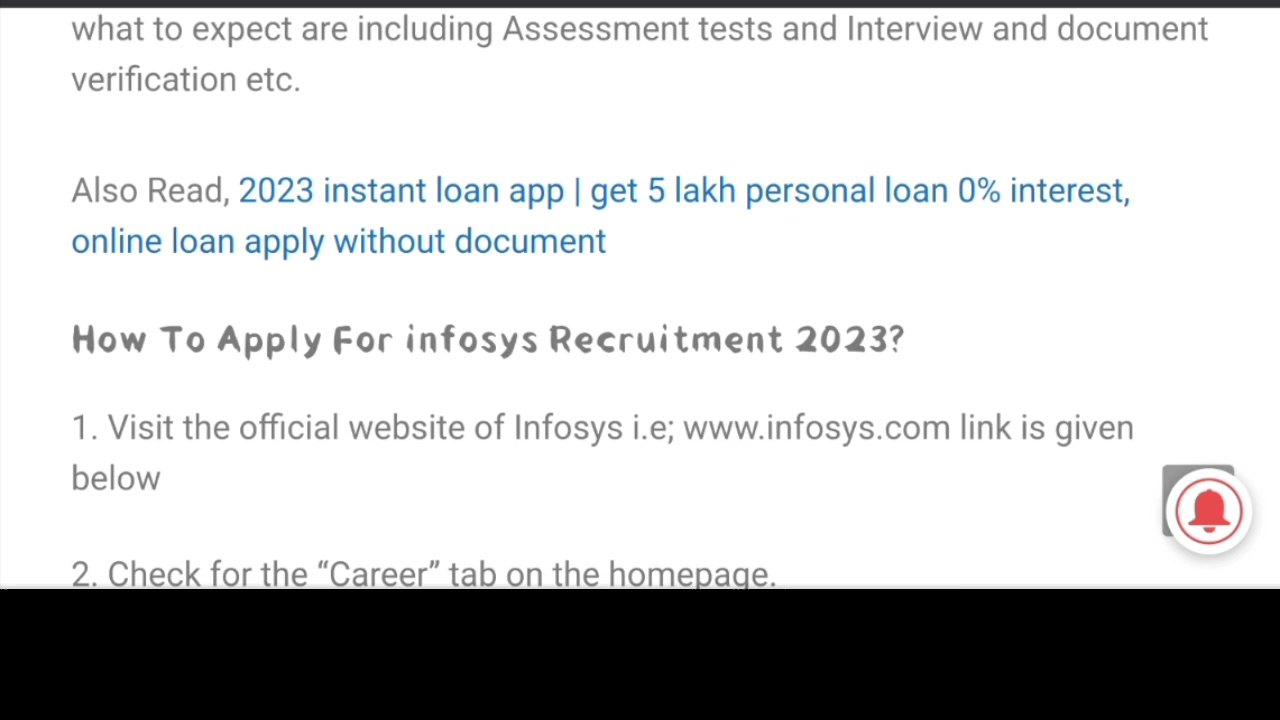 what to expect are including Assessment tests and Interview and document
verification etc.
Also Read, 2023 instant loan app | get 5 lakh personal loan 0% interest,
online loan apply without document
How To Apply For infosys Recruitment 2023?
1. Visit the official website of Infosys i.e; www.infosys.com link is given
below
2. Check for the “Career” tab on the homepage.